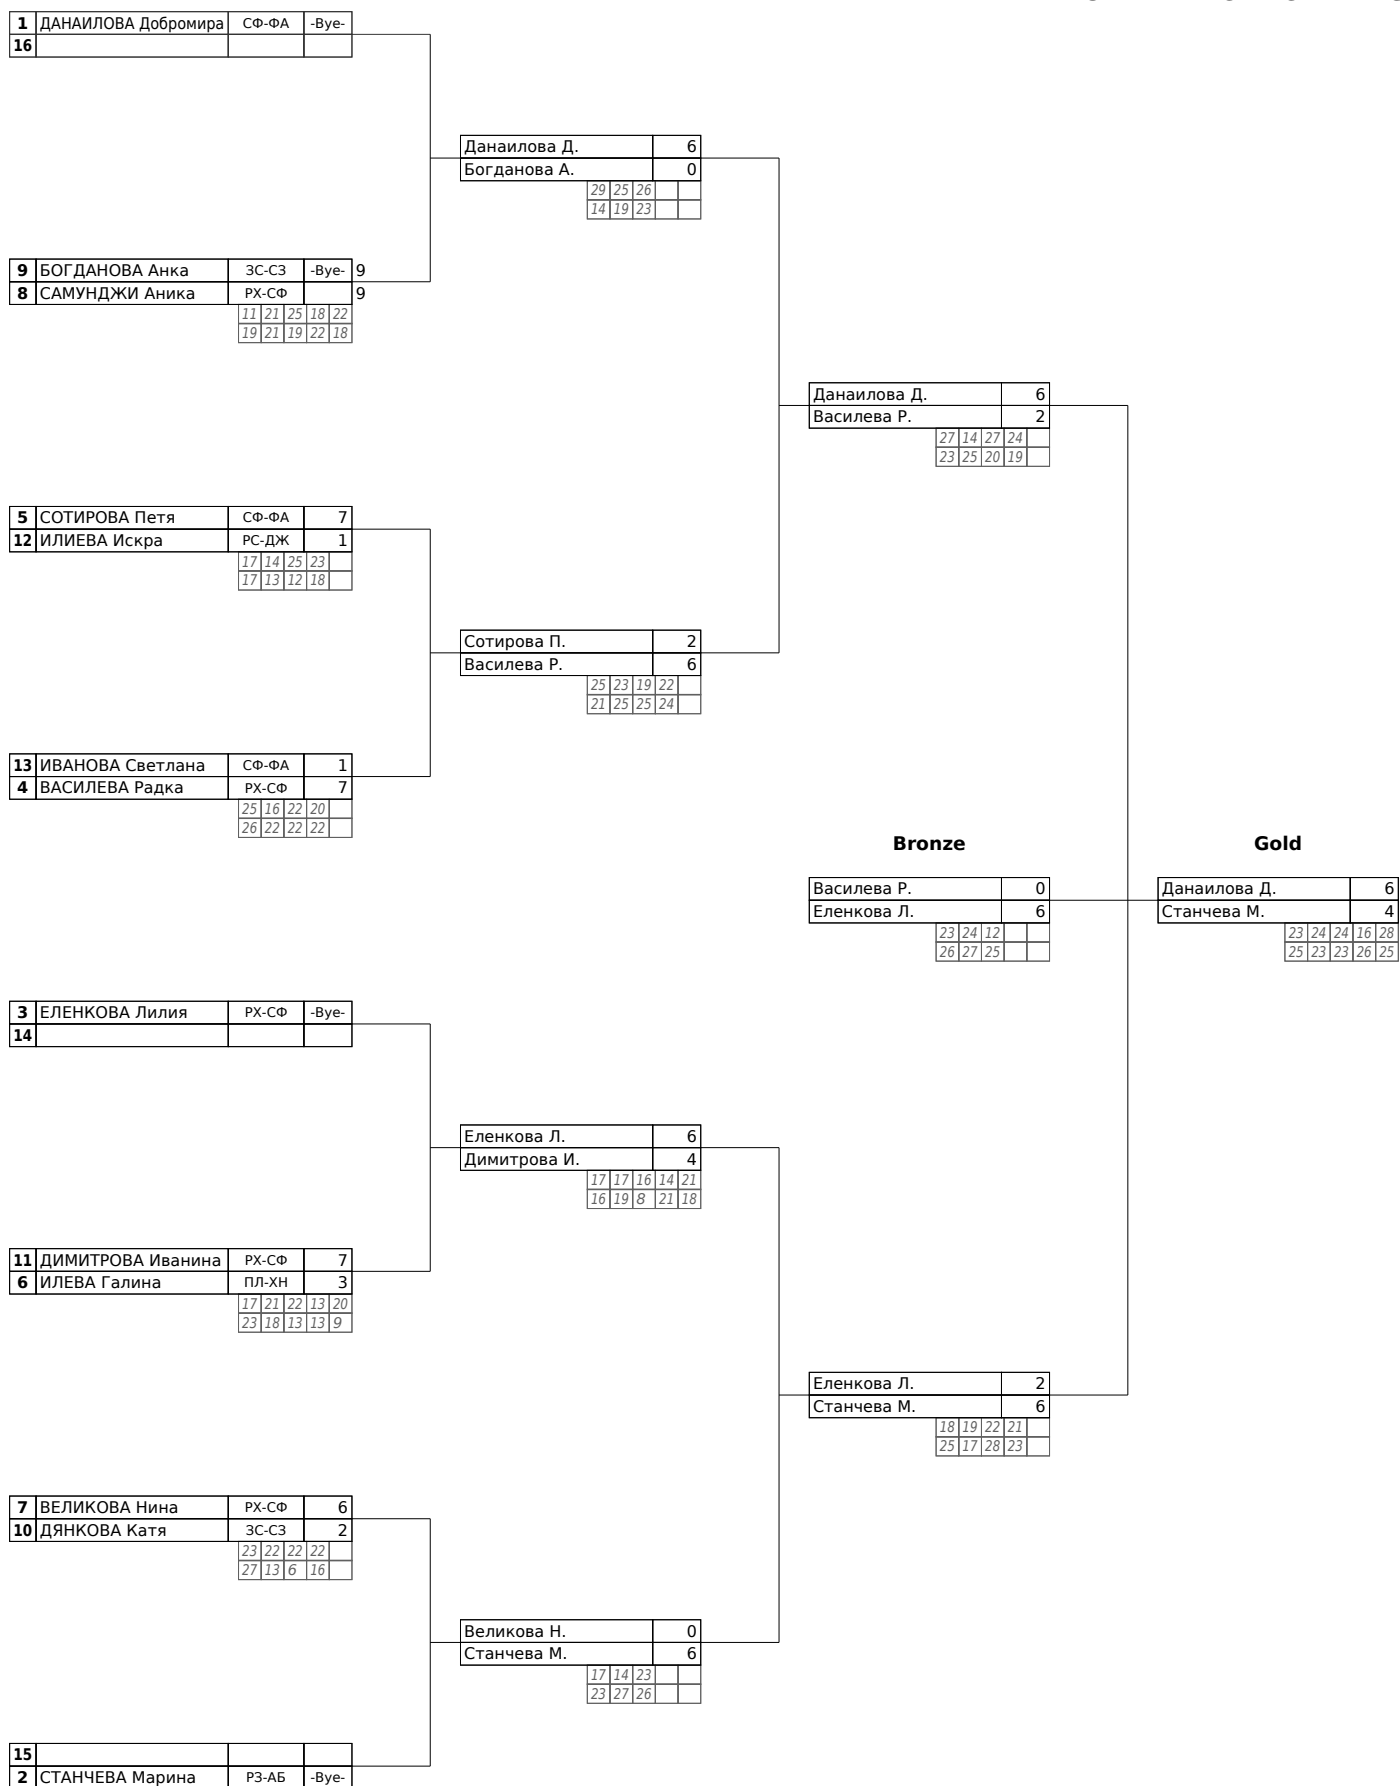 1 ДАНАИЛОВА Добромира СФ-ФА -Bye-
16
Данаилова Д. 6
Богданова А. 0
29 25 26
14 19 23
9 БОГДАНОВА Анка ЗС-СЗ -Bye- 9
8 САМУНДЖИ Аника РХ-СФ 9
11 21 25 18 22
19 21 19 22 18
Данаилова Д. 6
Василева Р. 2
27 14 27 24
23 25 20 19
5 СОТИРОВА Петя СФ-ФА 7
12 ИЛИЕВА Искра РС-ДЖ 1
17 14 25 23
17 13 12 18
Сотирова П. 2
Василева Р. 6
25 23 19 22
21 25 25 24
13 ИВАНОВА Светлана СФ-ФА 1
4 ВАСИЛЕВА Радка РХ-СФ 7
25 16 22 20
26 22 22 22
Bronze
Gold
Василева Р. 0
Еленкова Л. 6
23 24 12
26 27 25
Данаилова Д. 6
Станчева М. 4
23 24 24 16 28
25 23 23 26 25
3 ЕЛЕНКОВА Лилия РХ-СФ -Bye-
14
Еленкова Л. 6
Димитрова И. 4
17 17 16 14 21
16 19 8 21 18
11 ДИМИТРОВА Иванина РХ-СФ 7
6 ИЛЕВА Галина ПЛ-ХН 3
17 21 22 13 20
23 18 13 13 9
Еленкова Л. 2
Станчева М. 6
18 19 22 21
25 17 28 23
7 ВЕЛИКОВА Нина РХ-СФ 6
10 ДЯНКОВА Катя ЗС-СЗ 2
23 22 22 22
27 13 6 16
Великова Н. 0
Станчева М. 6
17 14 23
23 27 26
15
2 СТАНЧЕВА Марина РЗ-АБ -Bye-